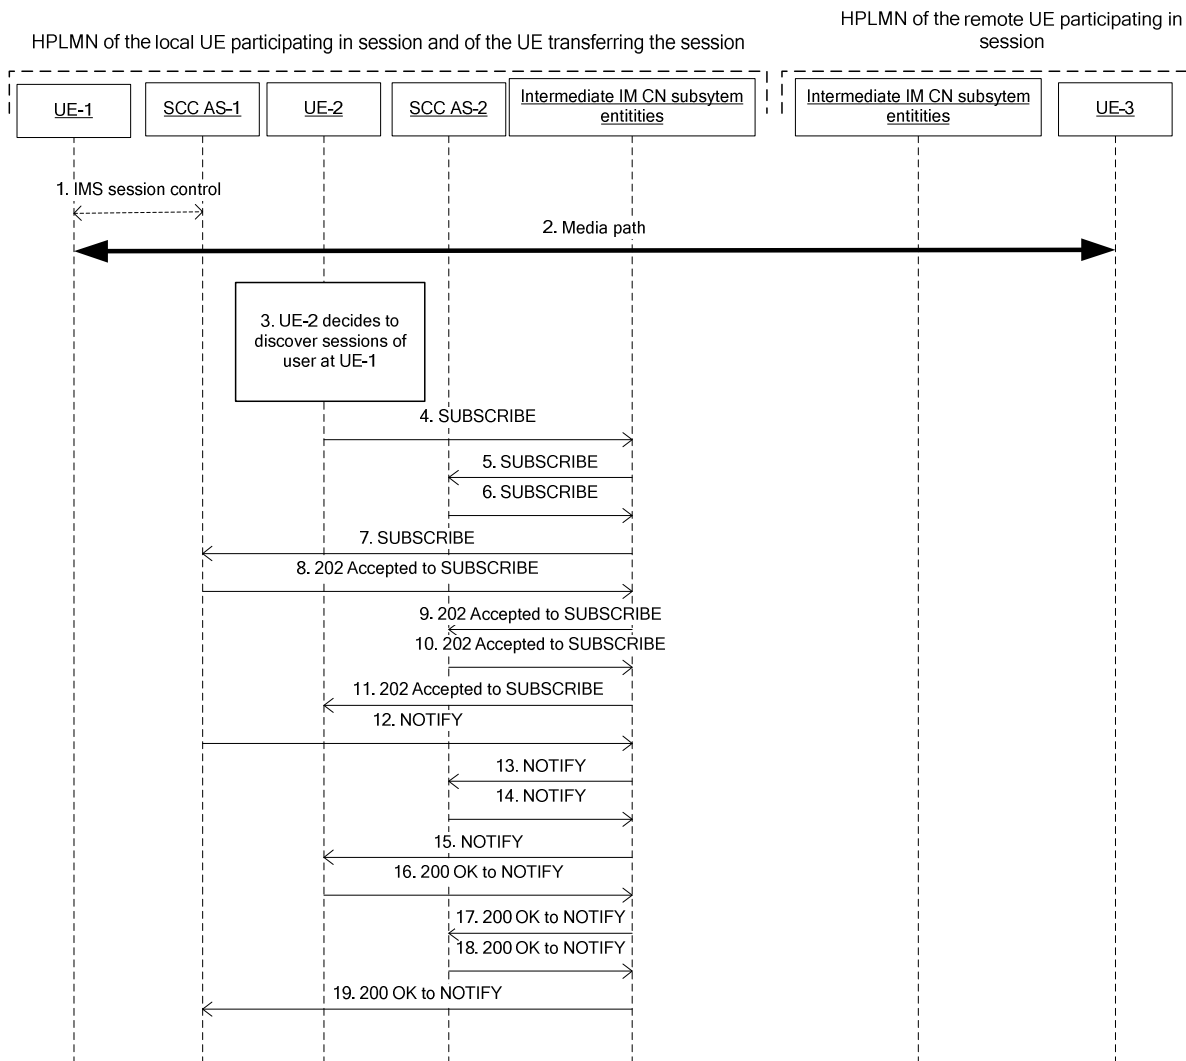 HPLMN of the local UE participating in session and of the UE transferring the session
HPLMN of the remote UE participating in
session
UE-1
SCC AS-1
UE-2
SCC AS-2
Intermediate IM CN subsytem
entitities
Intermediate IM CN subsytem
entitities
UE-3
1. IMS session control
2. Media path
3. UE-2 decides to
discover sessions of
user at UE-1
4. SUBSCRIBE
5. SUBSCRIBE
6. SUBSCRIBE
7. SUBSCRIBE
8. 202 Accepted to SUBSCRIBE
9. 202 Accepted to SUBSCRIBE
10. 202 Accepted to SUBSCRIBE
11. 202 Accepted to SUBSCRIBE
12. NOTIFY
13. NOTIFY
14. NOTIFY
15. NOTIFY
16. 200 OK to NOTIFY
17. 200 OK to NOTIFY
18. 200 OK to NOTIFY
19. 200 OK to NOTIFY